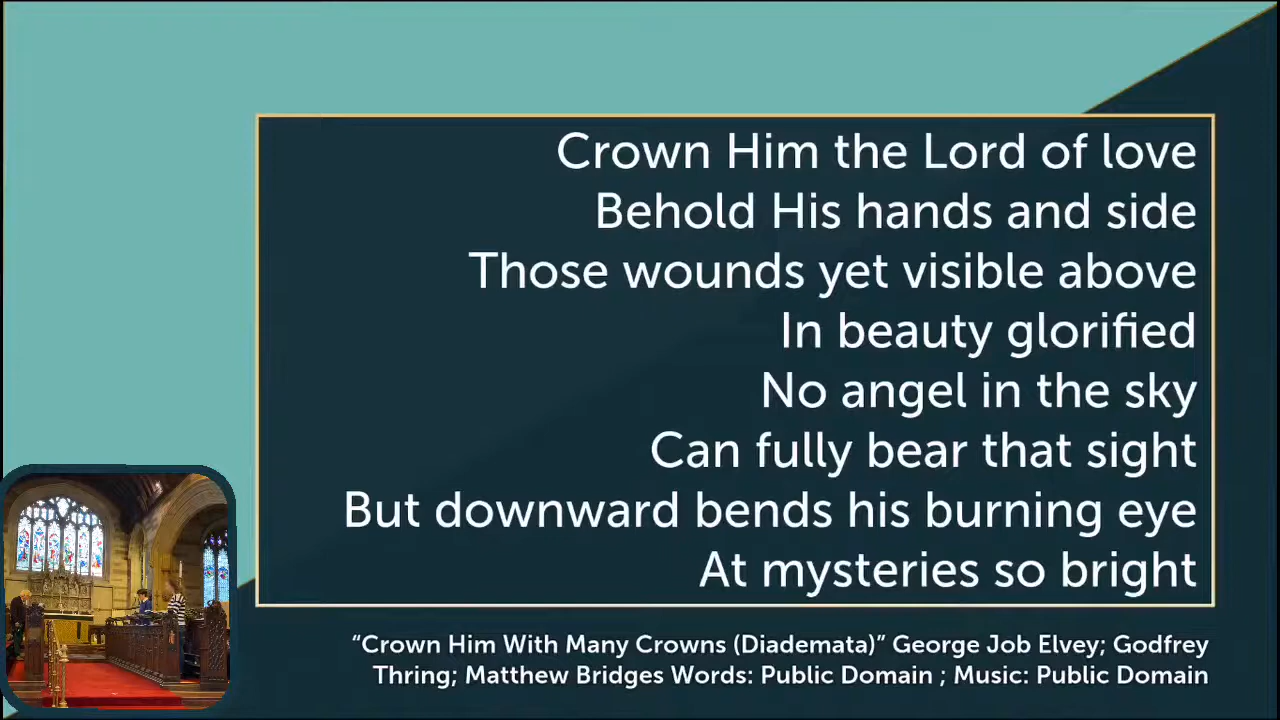 Crown Him the Lord of love
Behold His hands and side
Those wounds yet visible above
In beauty glorified
No angel in the sky
Can fully bear that sight
But downward bends his burning eye
At mysteries so bright
“Crown Him With Many Crowns (Diademata)” George Job Elvey; Godfrey
Thring; Matthew Bridges Words: Public Domain ; Music: Public Domain